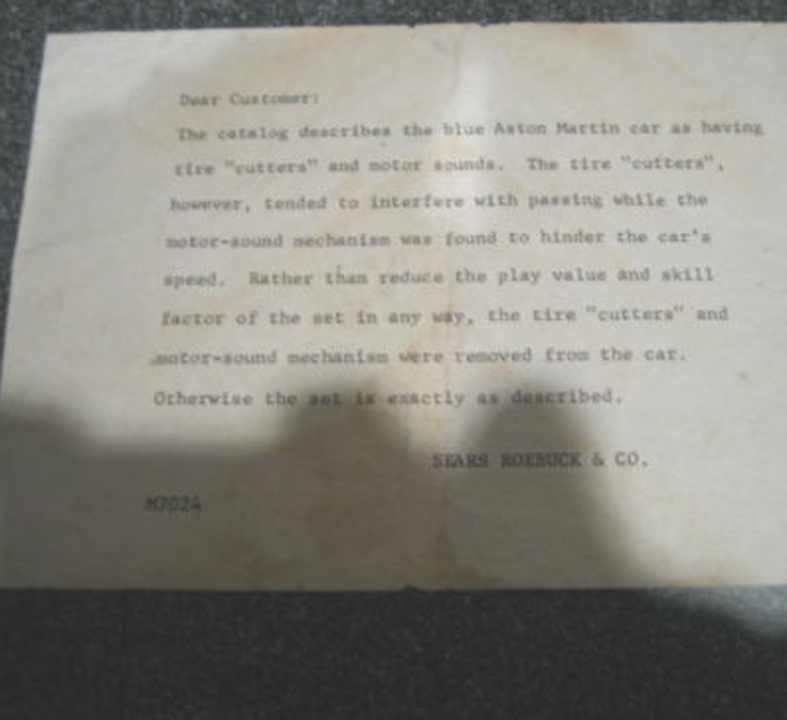 Dear Customer:
The catalog describes the blue Aston Martin car as having
tire "cutters" and motor sounds. The tire "cutters",
however, tended to interfere with passing while the
motor-sound mechanism was found to hinder the car's
speed. Rather than reduce the play value and skill
factor of the set in any way, the tire "cutters" and
motor-sound mechanism were removed from the car.
Otherwise the set is exactly as described.
SEARS ROEBUCK & CO.
M7024